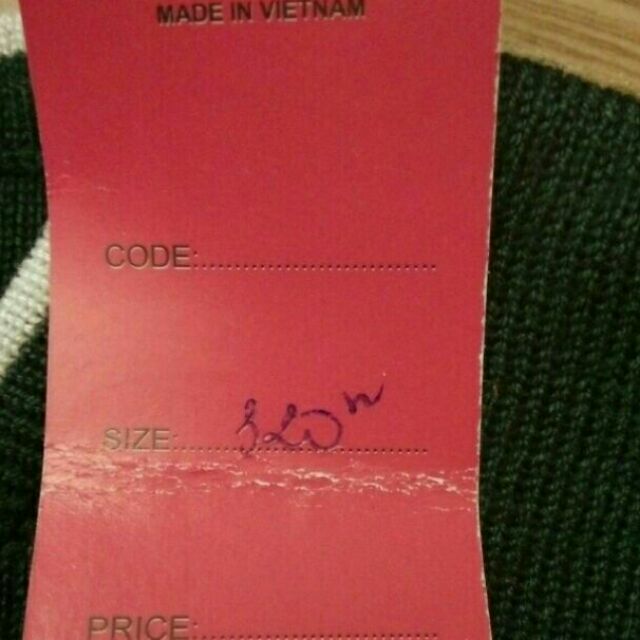 MADE IN VIETNAM
CODE:................................
SIZE:................................
PRICE:................................